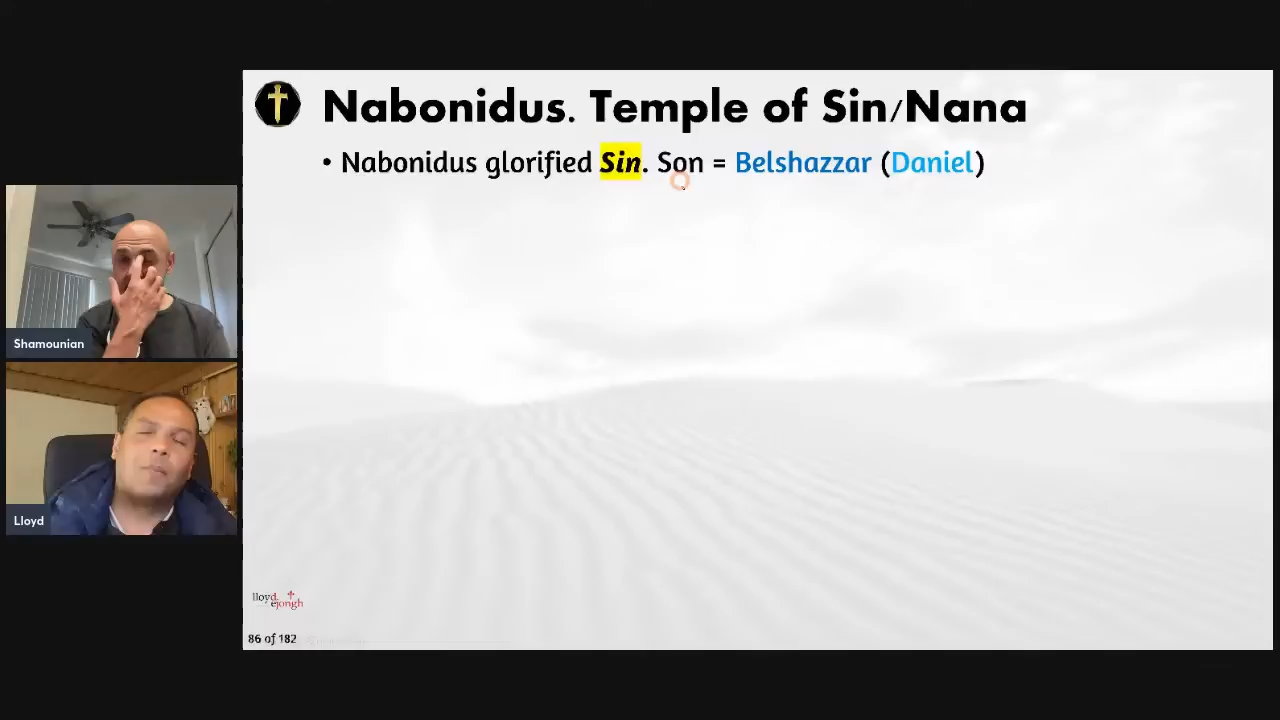 Nabonidus. Temple of Sin/Nana
• Nabonidus glorified Sin. Son = Belshazzar (Daniel)
Shamounian
Lloyd
lloyd
ejongh
86 of 182